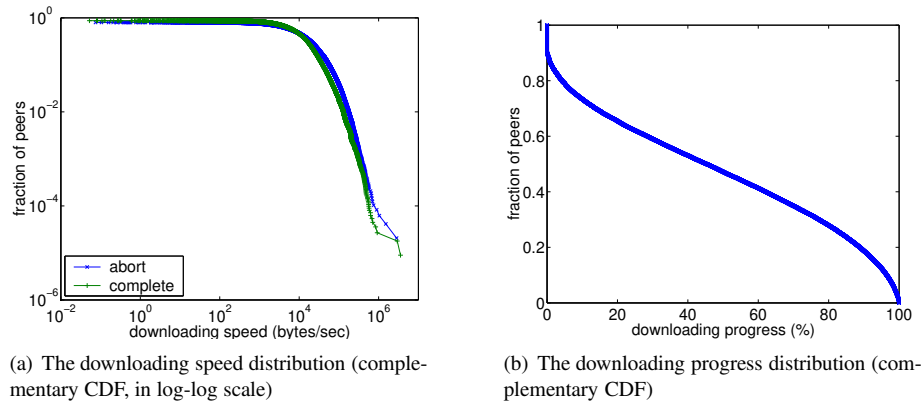 10^0
10^-2
10^-4
10^-6
fraction of peers
abort
complete
10^-2 10^0 10^2 10^4 10^6
downloading speed (bytes/sec)
(a) The downloading speed distribution (comple-
mentary CDF, in log-log scale)
1
0.8
0.6
0.4
0.2
0
fraction of peers
0 20 40 60 80 100
downloading progress (%)
(b) The downloading progress distribution (com-
plementary CDF)